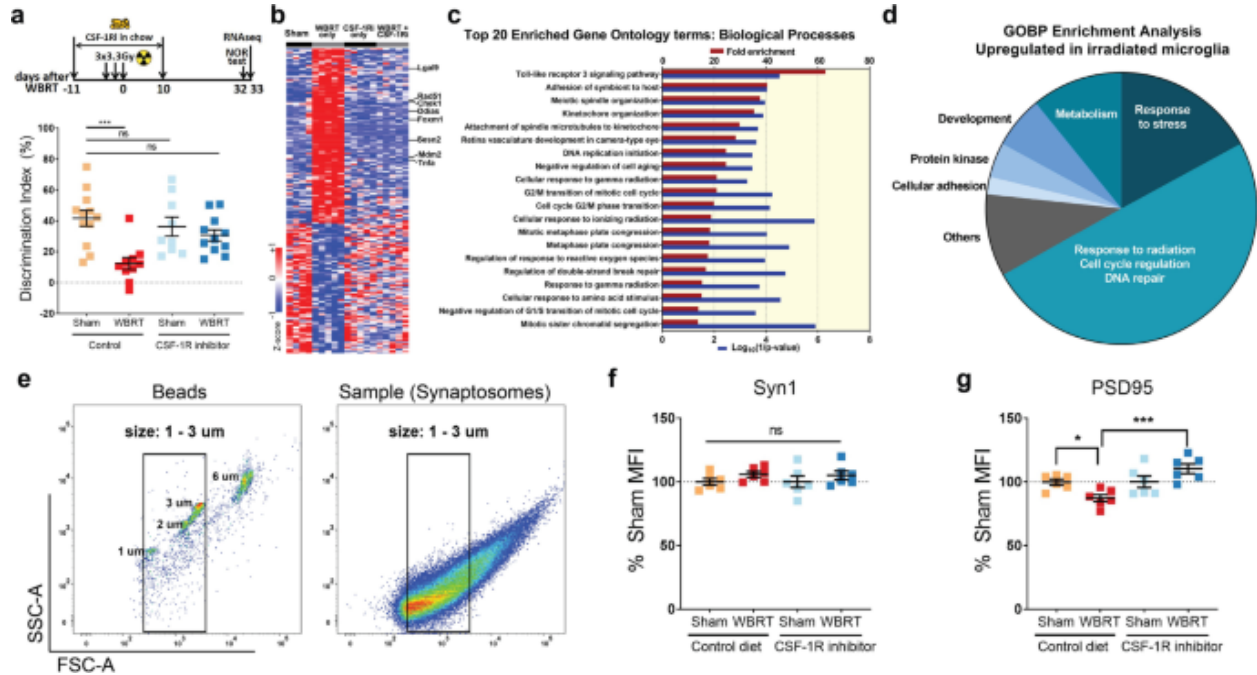 a
CSF-1Ri in chow
3x3.3Gy
RNAseq
NOR
test
days after
WBRT
-11
0
10
32
33
Discrimination Index (%)
100
80
60
40
20
0
-20
***
ns
ns
Sham
WBRT
Sham
WBRT
Control
CSF-1R inhibitor
b
Sham
WBRT
only
CSF-1Ri
only
WBRT +
CSF-1Ri
Lgal9
Rad51
Chek1
Foxm1
Sesn2
Mdm2
Tnfa
Z-score
-1
0
+1
c
Top 20 Enriched Gene Ontology terms: Biological Processes
Fold enrichment
0
20
40
60
80
Toll-like receptor 3 signaling pathway
Adhesion of symbiont to host
Meiotic spindle organization
Kinetochore organization
Attachment of spindle microtubules to kinetochore
Retina vasculature development in camera-type eye
DNA replication initiation
Negative regulation of cell aging
Cellular response to gamma radiation
G2/M transition of mitotic cell cycle
Cell cycle G2/M phase transition
Cellular response to ionizing radiation
Mitotic metaphase plate congression
Metaphase plate congression
Regulation of response to reactive oxygen species
Regulation of double-strand break repair
Response to gamma radiation
Cellular response to amino acid stimulus
Negative regulation of G1/S transition of mitotic cell cycle
Mitotic sister chromatid segregation
0
2
4
6
8
Log10(1/p-value)
d
GOBP Enrichment Analysis
Upregulated in irradiated microglia
Response
to stress
Metabolism
Development
Protein kinase
Cellular adhesion
Others
Response to radiation
Cell cycle regulation
DNA repair
e
Beads
size: 1 - 3 um
6 um
3 um
2 um
1 um
SSC-A
FSC-A
Sample (Synaptosomes)
size: 1 - 3 um
f
Syn1
ns
% Sham MFI
150
100
50
0
Sham
WBRT
Sham
WBRT
Control diet
CSF-1R inhibitor
g
PSD95
*
***
% Sham MFI
150
100
50
0
Sham
WBRT
Sham
WBRT
Control diet
CSF-1R inhibitor